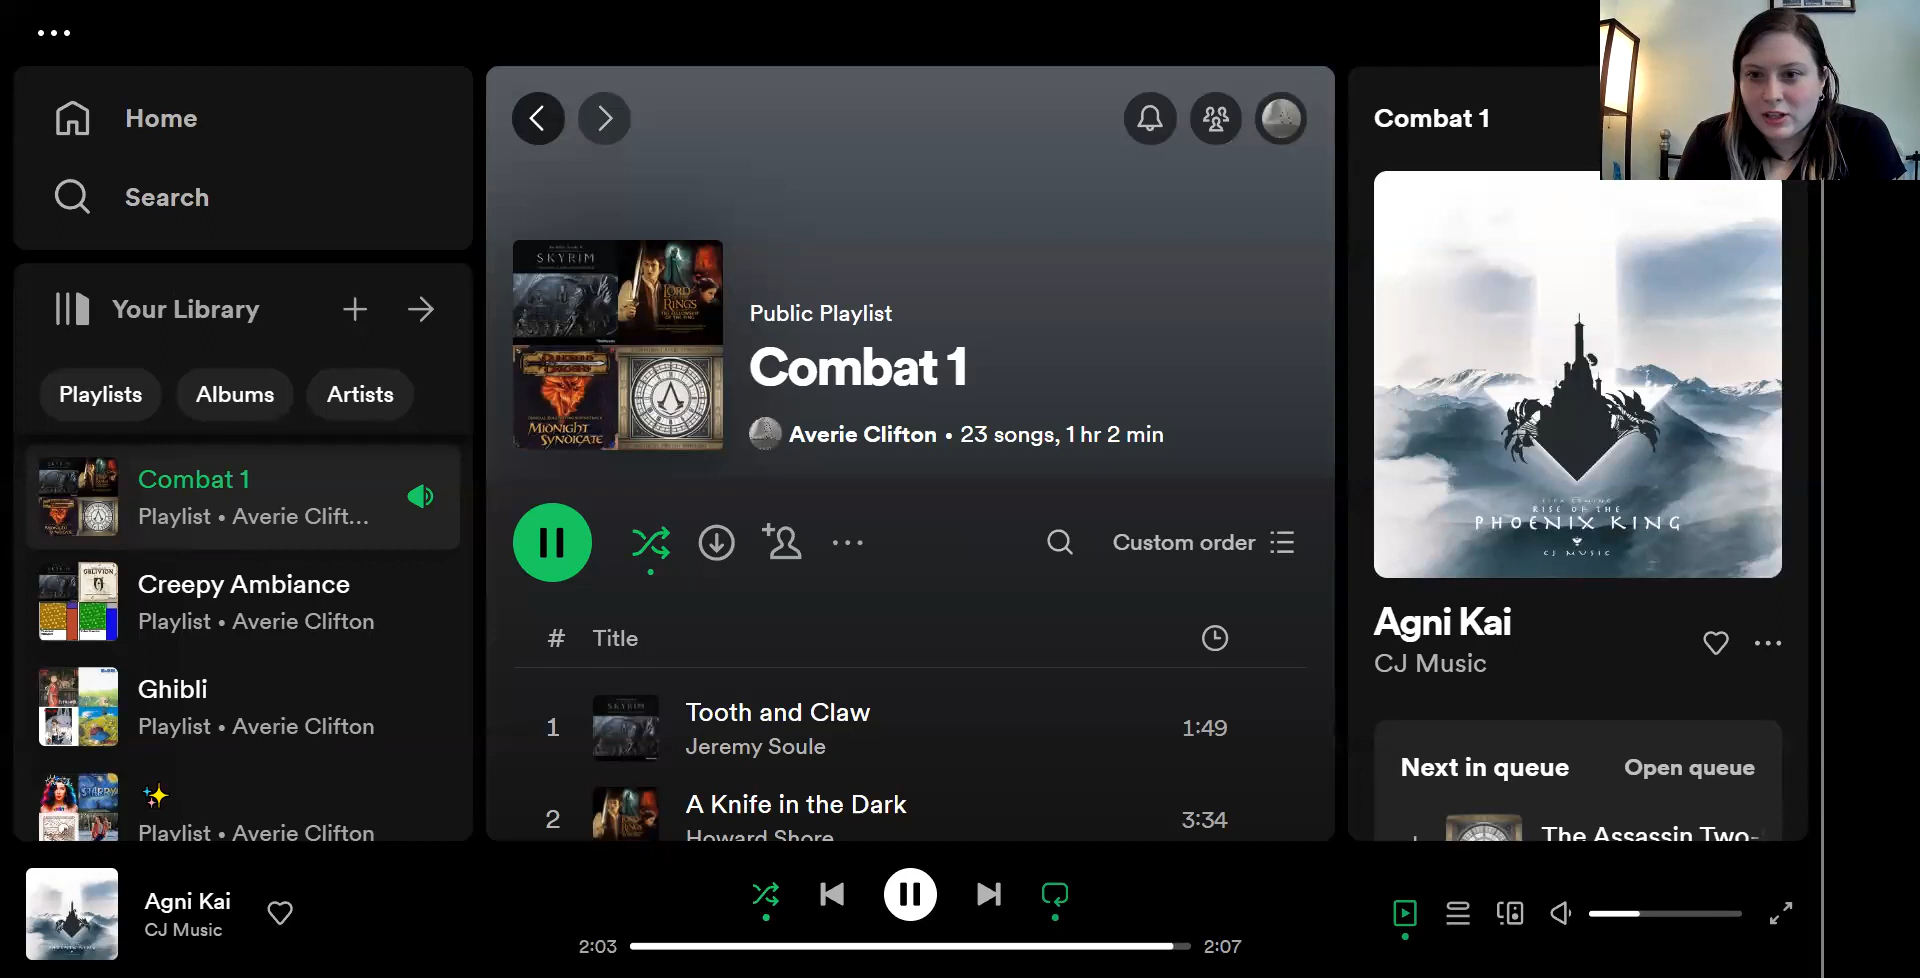 Home
Search
Your Library
Playlists
Albums
Artists
Combat 1
Playlist • Averie Clift...
Creepy Ambiance
Playlist • Averie Clifton
Ghibli
Playlist • Averie Clifton
✨
Playlist • Averie Clifton
SKYRIM
LORD
OF THE
RINGS
DUNGEONS
DRAGONS
MIDNIGHT
SYNDICATE
Public Playlist
Combat 1
Averie Clifton • 23 songs, 1 hr 2 min
Custom order
# Title
1 Tooth and Claw 1:49
Jeremy Soule
2 A Knife in the Dark 3:34
Howard Shore
Combat 1
RISE OF THE
PHOENIX KING
CJ MUSIC
Agni Kai
CJ Music
Next in queue Open queue
The Assassin Two-
Agni Kai
CJ Music
2:03 2:07